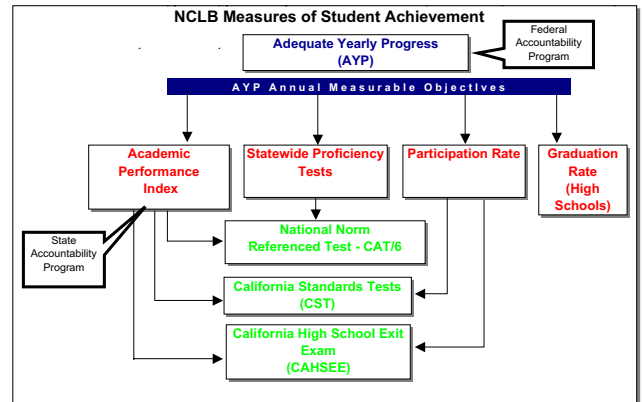 NCLB Measures of Student Achievement
Adequate Yearly Progress
(AYP)
Federal
Accountability
Program
AYP Annual Measurable ObjectIves
Academic
Performance
Index
Statewide Proficiency
Tests
Participation Rate
Graduation
Rate
(High
Schools)
State
Accountability
Program
National Norm
Referenced Test - CAT/6
California Standards Tests
(CST)
California High School Exit
Exam
(CAHSEE)